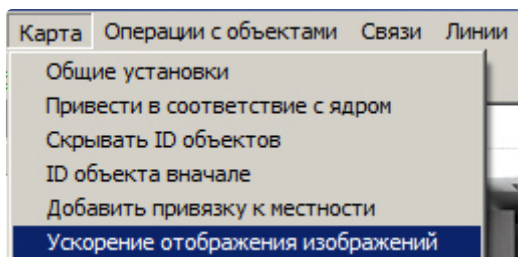 Карта Операции с объектами Связи Линии
Общие установки
Привести в соответствие с ядром
Скрывать ID объектов
ID объекта вначале
Добавить привязку к местности
Ускорение отображения изображений